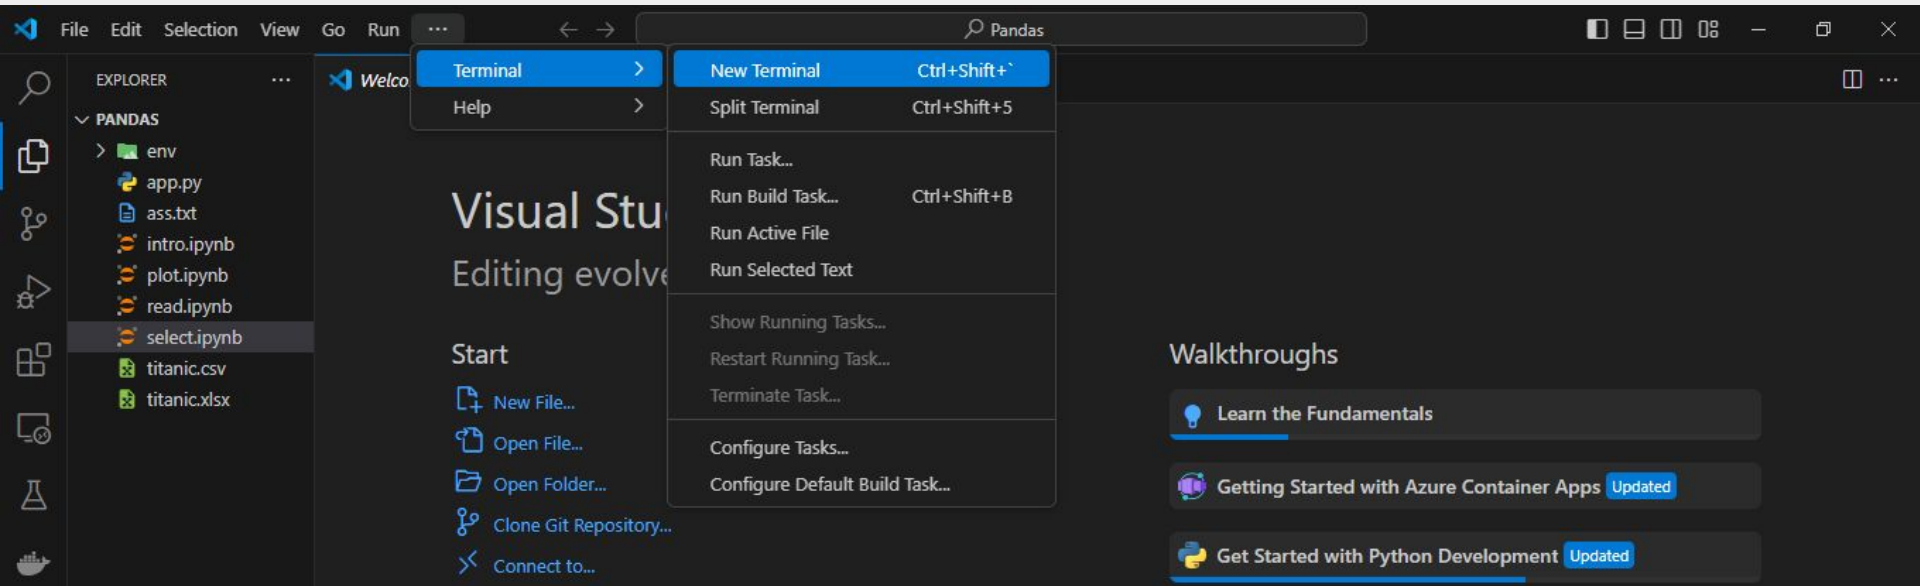 File Edit Selection View Go Run ...
Pandas
EXPLORER ...
PANDAS
env
app.py
ass.txt
intro.ipynb
plot.ipynb
read.ipynb
select.ipynb
titanic.csv
titanic.xlsx
Welco
Terminal
Help
New Terminal Ctrl+Shift+`
Split Terminal Ctrl+Shift+5
Run Task...
Run Build Task... Ctrl+Shift+B
Run Active File
Run Selected Text
Show Running Tasks...
Restart Running Task...
Terminate Task...
Configure Tasks...
Configure Default Build Task...
Visual Stu
Editing evolve
Start
New File...
Open File...
Open Folder...
Clone Git Repository...
Connect to...
Walkthroughs
Learn the Fundamentals
Getting Started with Azure Container Apps Updated
Get Started with Python Development Updated